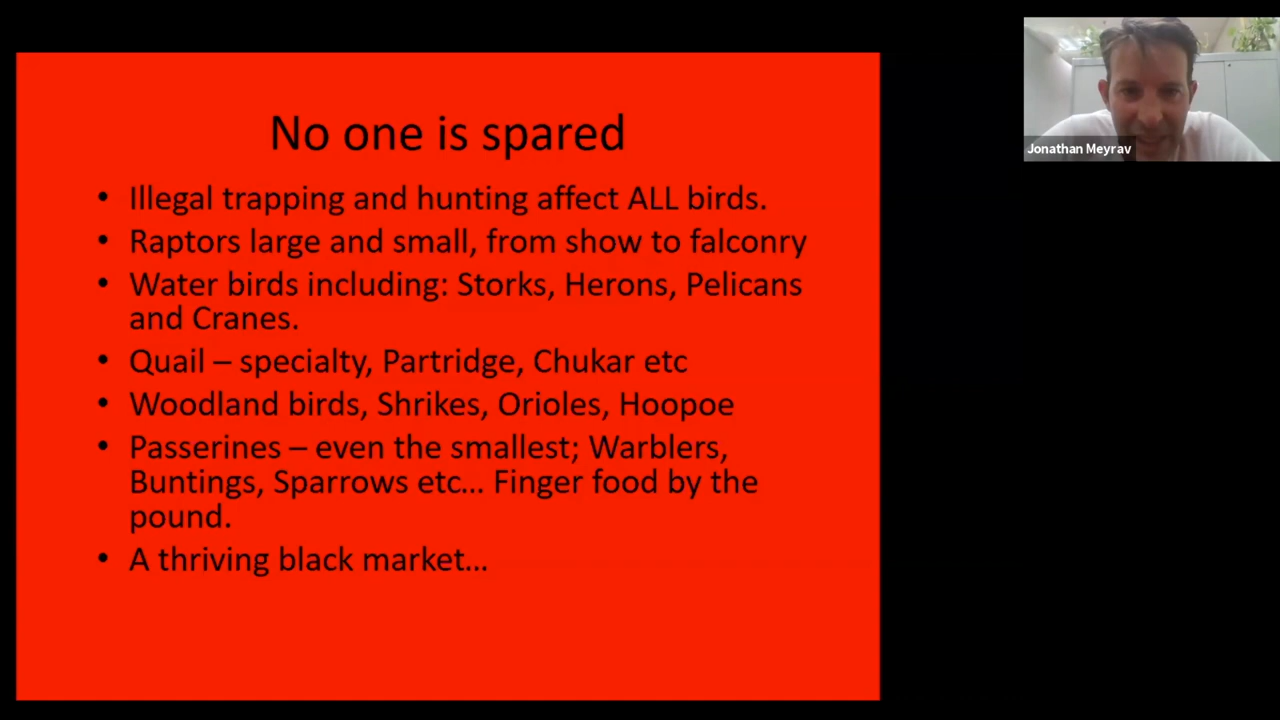 No one is spared
• Illegal trapping and hunting affect ALL birds.
• Raptors large and small, from show to falconry
• Water birds including: Storks, Herons, Pelicans
and Cranes.
• Quail – specialty, Partridge, Chukar etc
• Woodland birds, Shrikes, Orioles, Hoopoe
• Passerines – even the smallest; Warblers,
Buntings, Sparrows etc… Finger food by the
pound.
• A thriving black market…
Jonathan Meyrav